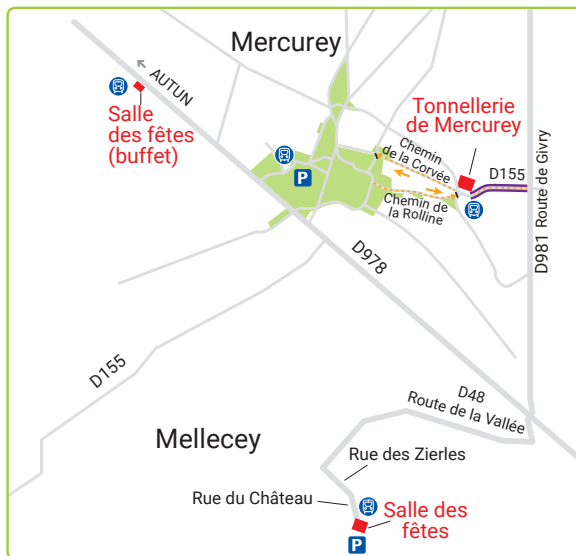 Mercurey
AUTUN
Salle
des fêtes
(buffet)
Tonnellerie
de Mercurey
Chemin
de la Corvée
D155
P
Chemin de
la Rolline
D981 Route de Givry
D978
D155
D48
Route de la Vallée
Mellecey
Rue des Zierles
Rue du Château
Salle des
fêtes
P